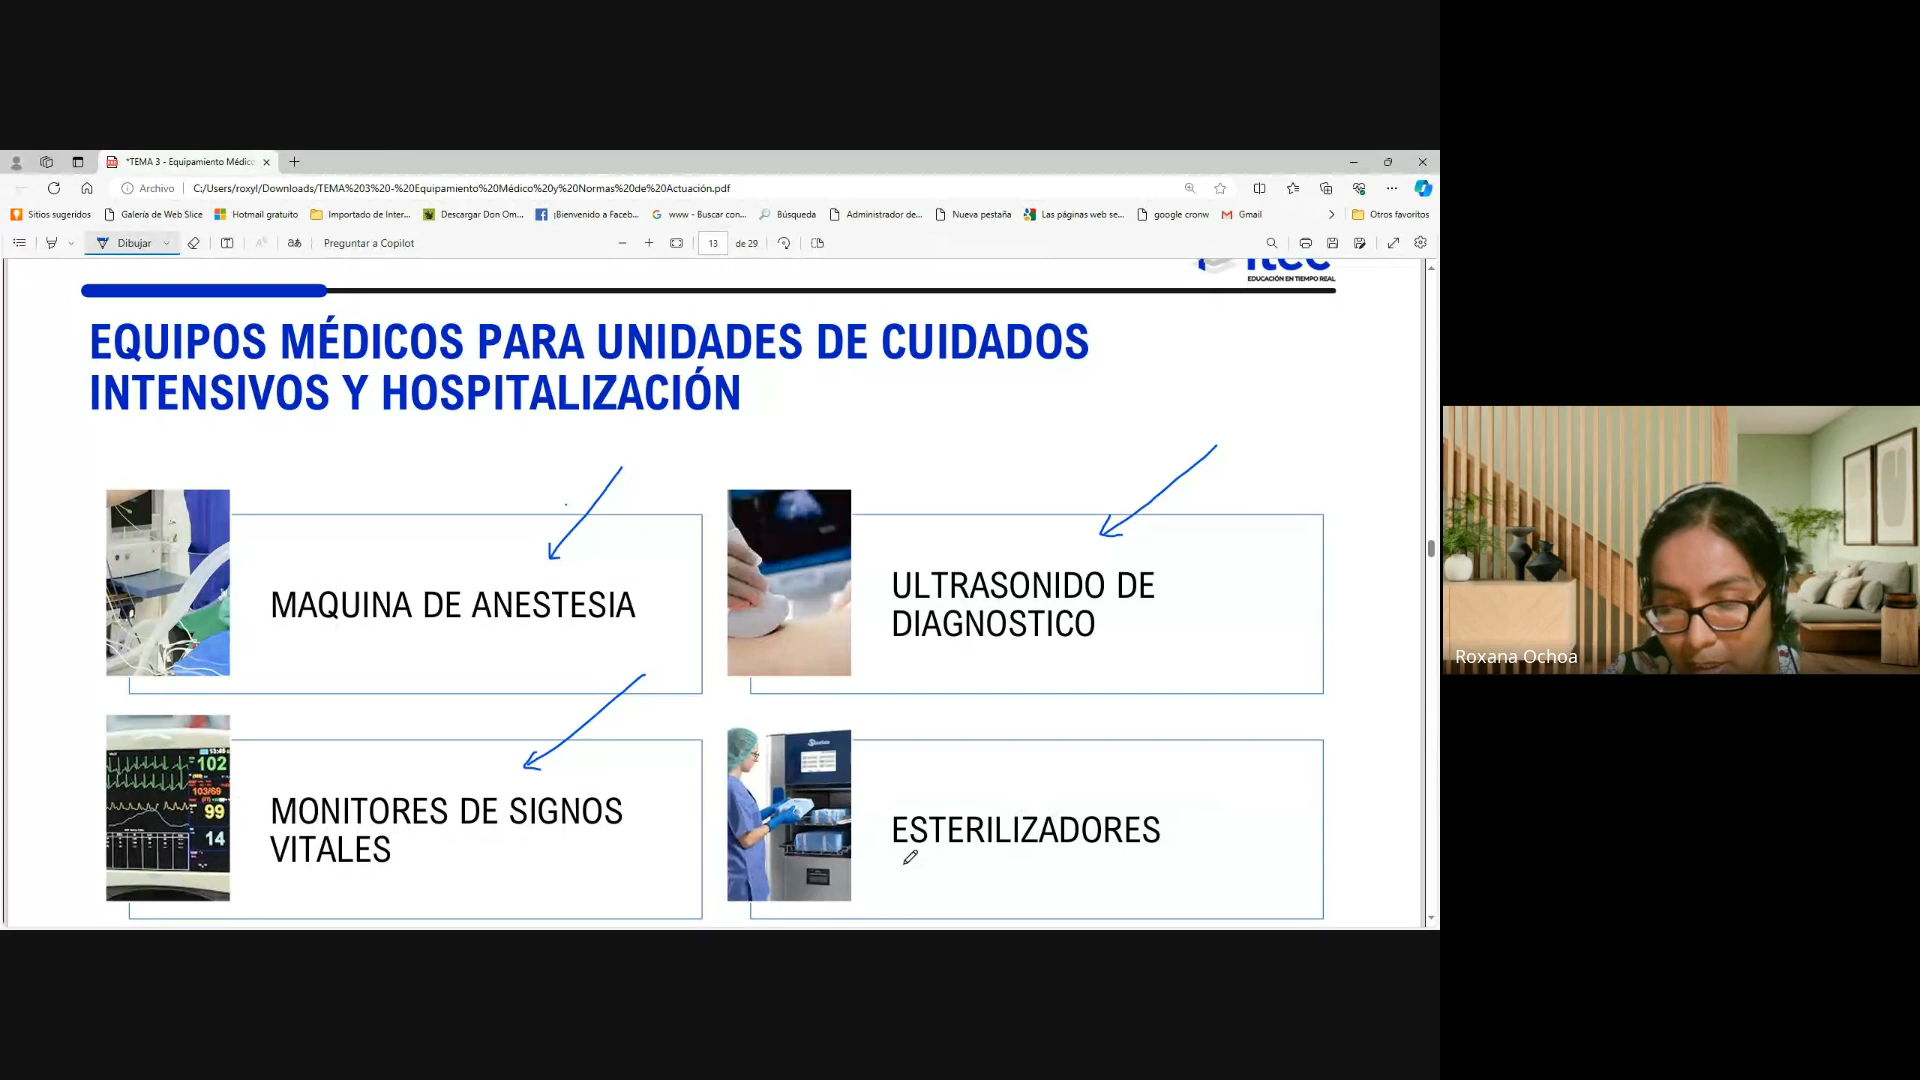 *TEMA 3 - Equipamiento Médic
Archivo
C:/Users/roxyl/Downloads/TEMA%203%20-%20Equipamiento%20Médico%20y%20Normas%20de%20Actuación.pdf
Sitios sugeridos
Galería de Web Slice
Hotmail gratuito
Importado de Inter...
Descargar Don Om...
¡Bienvenido a Faceb...
www - Buscar con...
Búsqueda
Administrador de...
Nueva pestaña
Las páginas web se...
google cronw
Gmail
Otros favoritos
Dibujar
Preguntar a Copilot
13
de 29
itec
EDUCACIÓN EN TIEMPO REAL
EQUIPOS MÉDICOS PARA UNIDADES DE CUIDADOS
INTENSIVOS Y HOSPITALIZACIÓN
MAQUINA DE ANESTESIA
ULTRASONIDO DE
DIAGNOSTICO
102
103/69
99
14
MONITORES DE SIGNOS
VITALES
ESTERILIZADORES
Roxana Ochoa